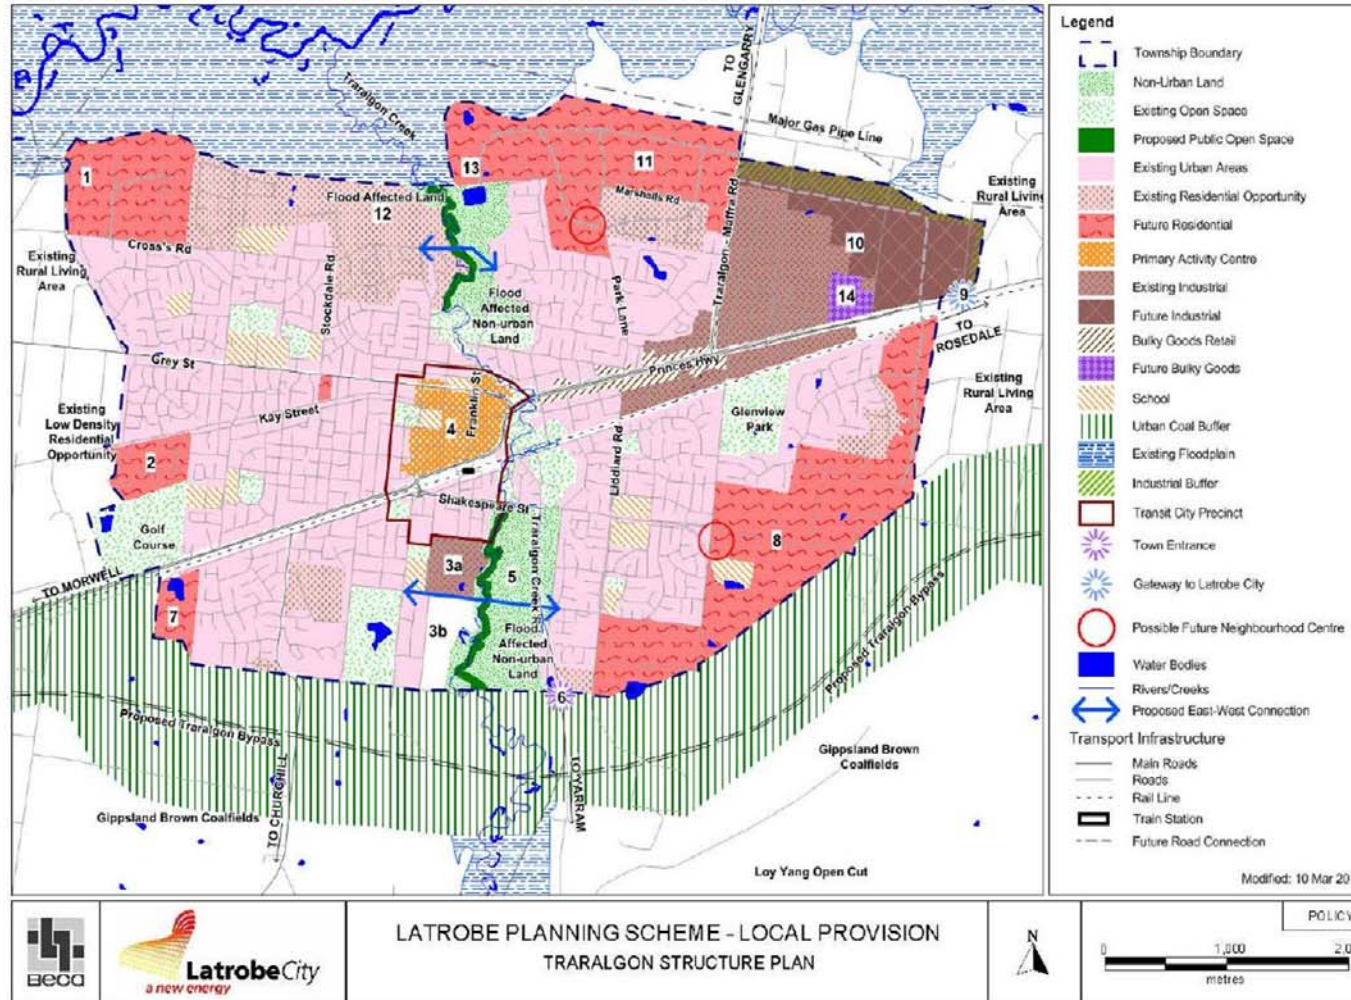 TO
GLENGARRY
Traralgon Creek
Major Gas Pipe Line
1
13
11
Marshalls Rd
Flood Affected Land
12
Existing
Rural Living
Area
Cross's Rd
Existing
Rural Living
Area
Stockdale Rd
10
Traralgon - Maffra Rd
Park Lane
14
9
Flood
Affected
Non-urban
Land
TO
ROSEDALE
Grey St
Princes Hwy
Franklin St
Kay Street
4
Existing
Low Density
Residential
Opportunity
Existing
Rural Living
Area
Glenview
Park
Liddiard Rd
2
Shakespeare St
Golf
Course
Traralgon Creek Rd
8
TO MORWELL
3a
5
7
3b
Flood
Affected
Non-urban
Land
6
Proposed Traralgon Bypass
Proposed Traralgon Bypass
Gippsland Brown
Coalfields
TO CHURCHILL
TO YARRAM
Gippsland Brown Coalfields
Loy Yang Open Cut
Legend
Township Boundary
Non-Urban Land
Existing Open Space
Proposed Public Open Space
Existing Urban Areas
Existing Residential Opportunity
Future Residential
Primary Activity Centre
Existing Industrial
Future Industrial
Bulky Goods Retail
Future Bulky Goods
School
Urban Coal Buffer
Existing Floodplain
Industrial Buffer
Transit City Precinct
Town Entrance
Gateway to Latrobe City
Possible Future Neighbourhood Centre
Water Bodies
Rivers/Creeks
Proposed East-West Connection
Transport Infrastructure
Main Roads
Roads
Rail Line
Train Station
Future Road Connection
Modified: 10 Mar 20
BECA
LatrobeCity
a new energy
LATROBE PLANNING SCHEME - LOCAL PROVISION
TRARALGON STRUCTURE PLAN
N
POLICY
0 1,000 2,0
metres